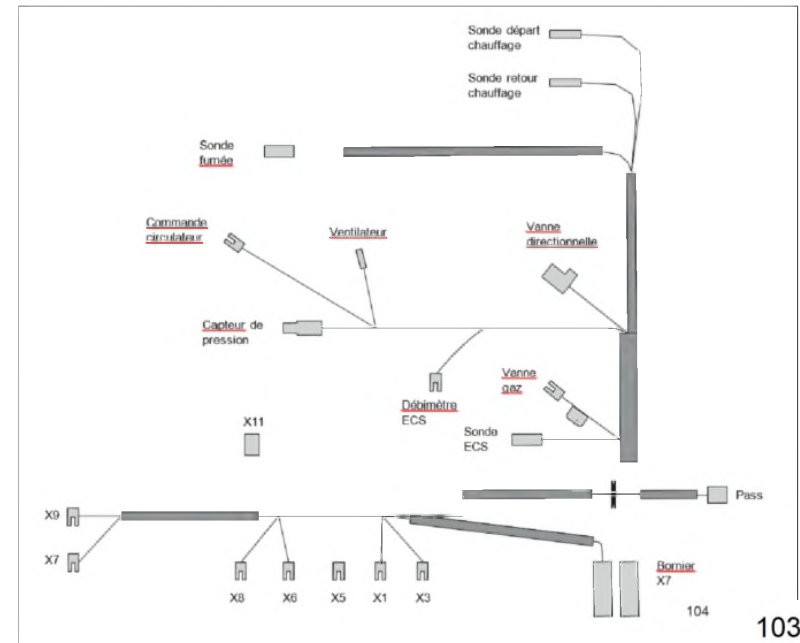 Sonde départ
chauffage
Sonde retour
chauffage
Sonde
fumée
Commande
circulateur
Ventilateur
Vanne
directionnelle
Capteur de
pression
Vanne
gaz
Débimètre
ECS
Sonde
ECS
X11
Pass
X9
X7
X8
X6
X5
X1
X3
Bornier
X7
104
103